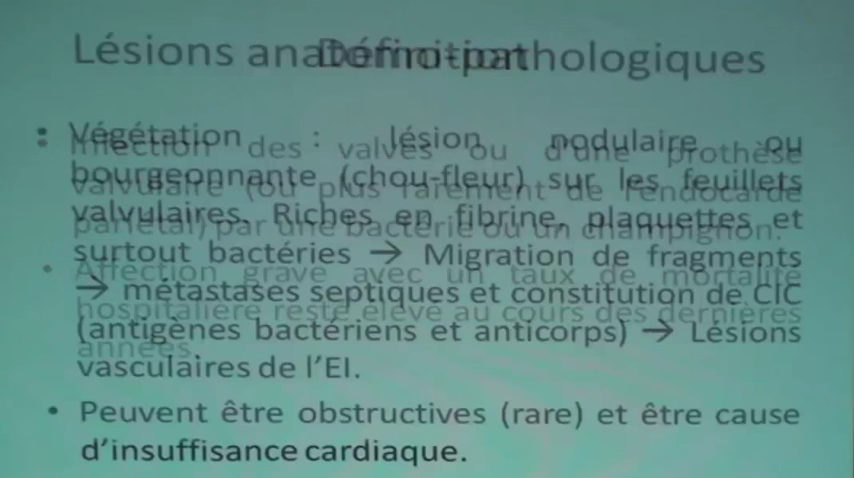 Lésions anatomo-pathologiques
Définition
• Végétation : lésion nodulaire ou
bourgeonnante (chou-fleur) sur les feuillets
valvulaires. Riches en fibrine, plaquettes et
surtout bactéries → Migration de fragments
→ métastases septiques et constitution de CIC
(antigènes bactériens et anticorps) → Lésions
vasculaires de l’EI.
• Peuvent être obstructives (rare) et être cause
d’insuffisance cardiaque.
• Infection des valves ou d'une prothèse
valvulaire (ou plus rarement de l'endocarde
pariétal) par une bactérie ou un champignon.
• Affection grave avec un taux de mortalité
hospitalière reste élevé au cours des dernières
années.